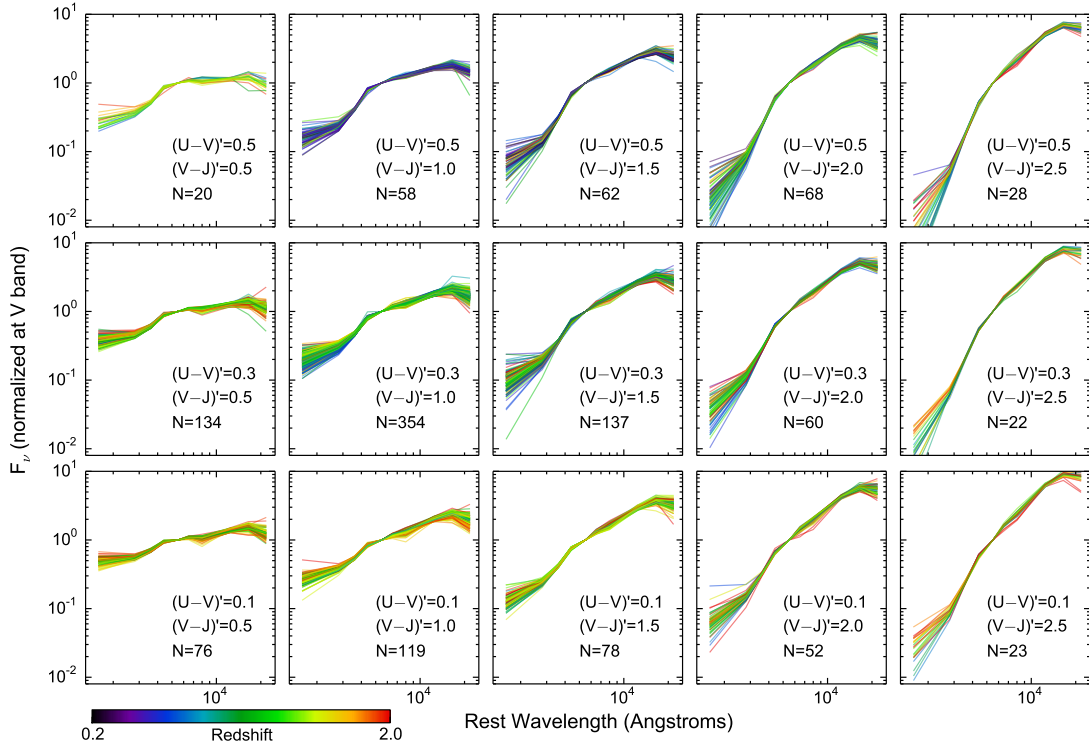 10^1
10^0
10^-1
10^-2
(U−V)'=0.5
(V−J)'=0.5
N=20
(U−V)'=0.5
(V−J)'=1.0
N=58
(U−V)'=0.5
(V−J)'=1.5
N=62
(U−V)'=0.5
(V−J)'=2.0
N=68
(U−V)'=0.5
(V−J)'=2.5
N=28
F_ν (normalized at V band)
10^1
10^0
10^-1
10^-2
(U−V)'=0.3
(V−J)'=0.5
N=134
(U−V)'=0.3
(V−J)'=1.0
N=354
(U−V)'=0.3
(V−J)'=1.5
N=137
(U−V)'=0.3
(V−J)'=2.0
N=60
(U−V)'=0.3
(V−J)'=2.5
N=22
10^1
10^0
10^-1
10^-2
(U−V)'=0.1
(V−J)'=0.5
N=76
(U−V)'=0.1
(V−J)'=1.0
N=119
(U−V)'=0.1
(V−J)'=1.5
N=78
(U−V)'=0.1
(V−J)'=2.0
N=52
(U−V)'=0.1
(V−J)'=2.5
N=23
10^4
10^4
10^4
10^4
10^4
Rest Wavelength (Angstroms)
0.2 Redshift 2.0